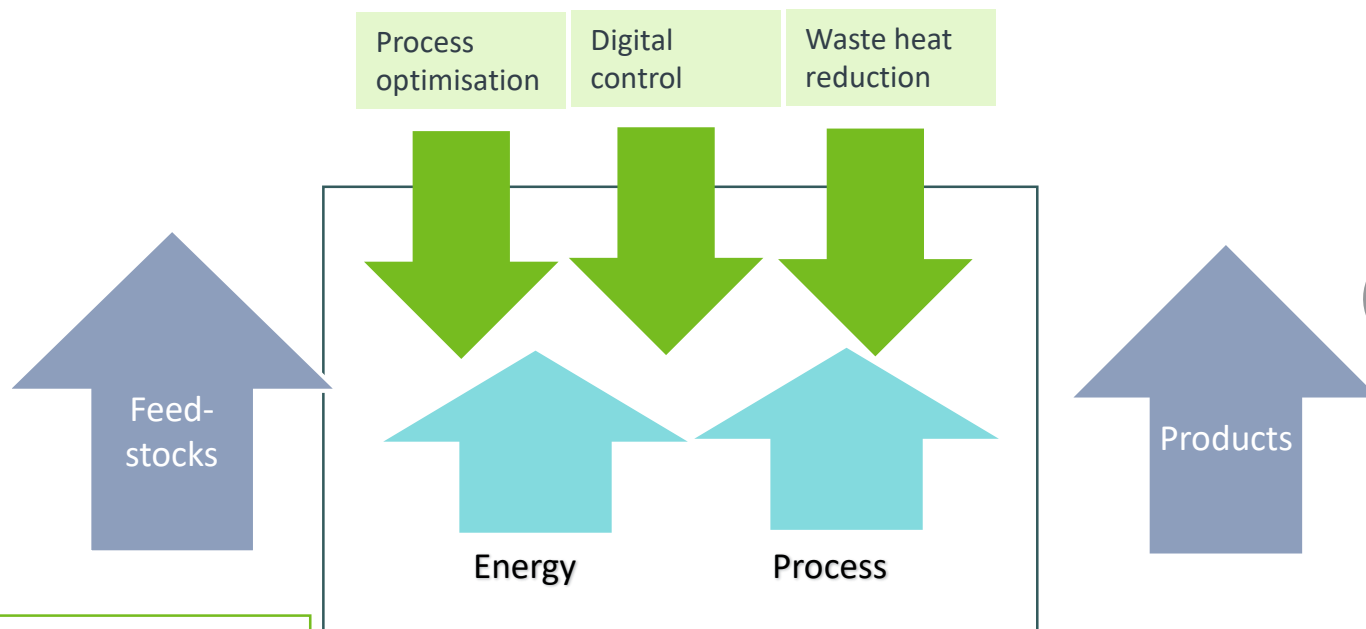 Process
optimisation
Digital
control
Waste heat
reduction
Feed-
stocks
Products
Energy
Process